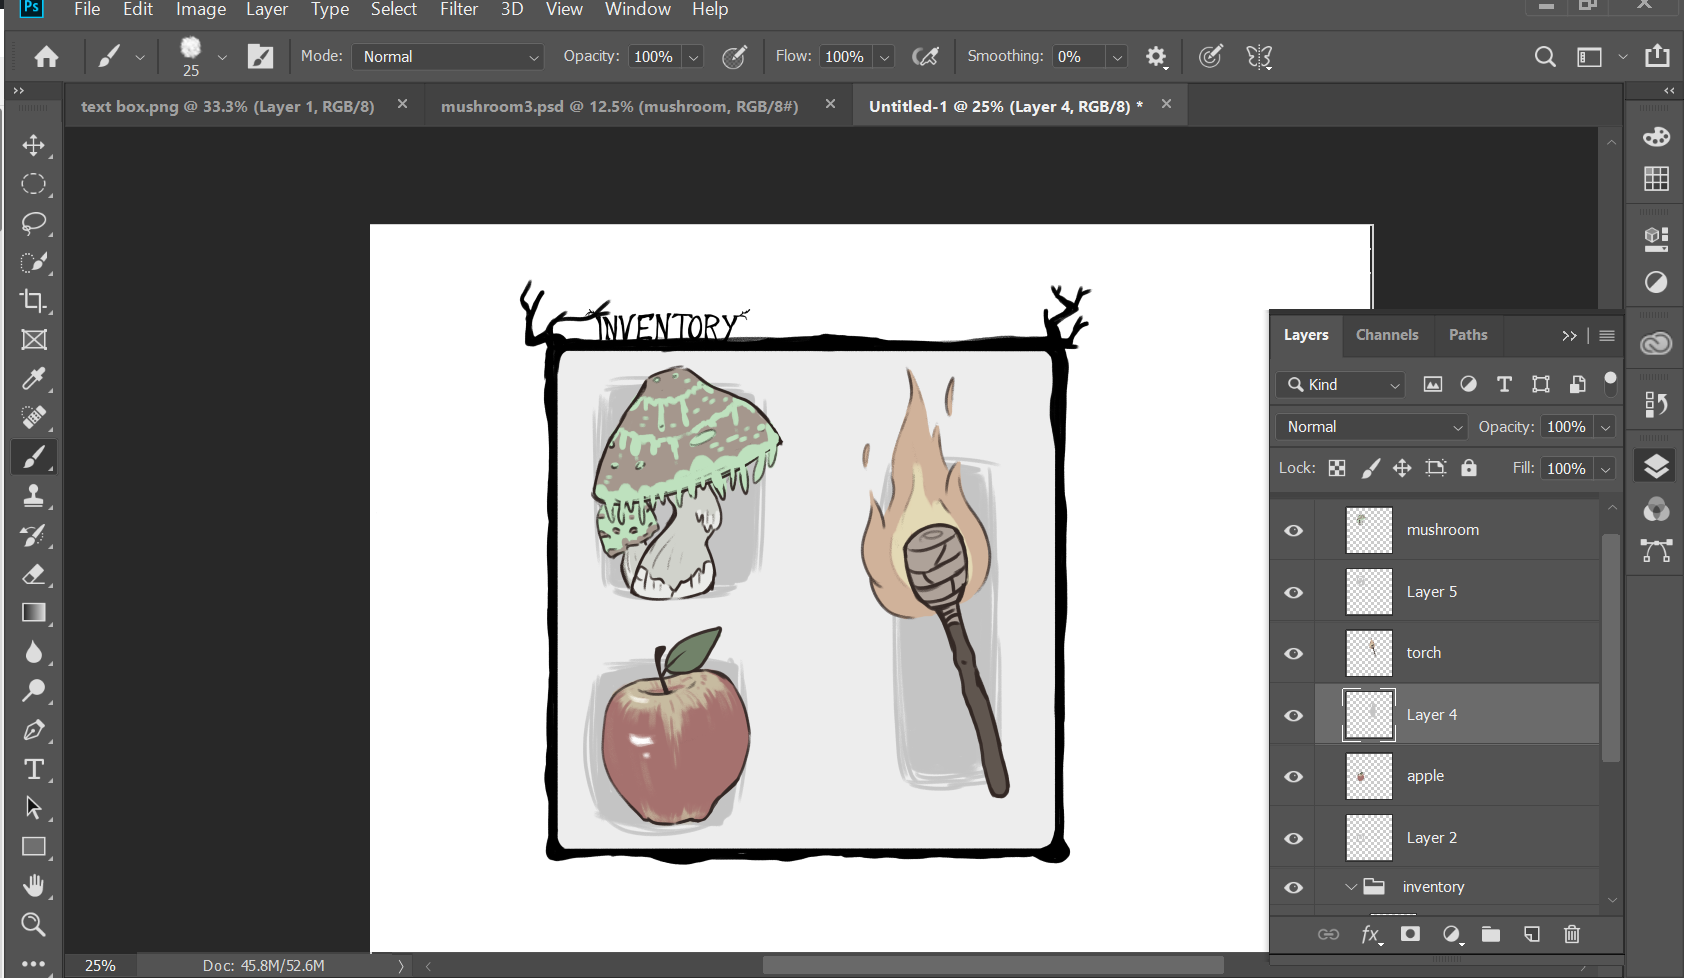 Ps File Edit Image Layer Type Select Filter 3D View Window Help
25 Mode: Normal Opacity: 100% Flow: 100% Smoothing: 0%
text box.png @ 33.3% (Layer 1, RGB/8) × mushroom3.psd @ 12.5% (mushroom, RGB/8#) × Untitled-1 @ 25% (Layer 4, RGB/8) * ×
INVENTORY
Layers Channels Paths
Kind
Normal Opacity: 100%
Lock: Fill: 100%
mushroom
Layer 5
torch
Layer 4
apple
Layer 2
inventory
fx
25% Doc: 45.8M/52.6M